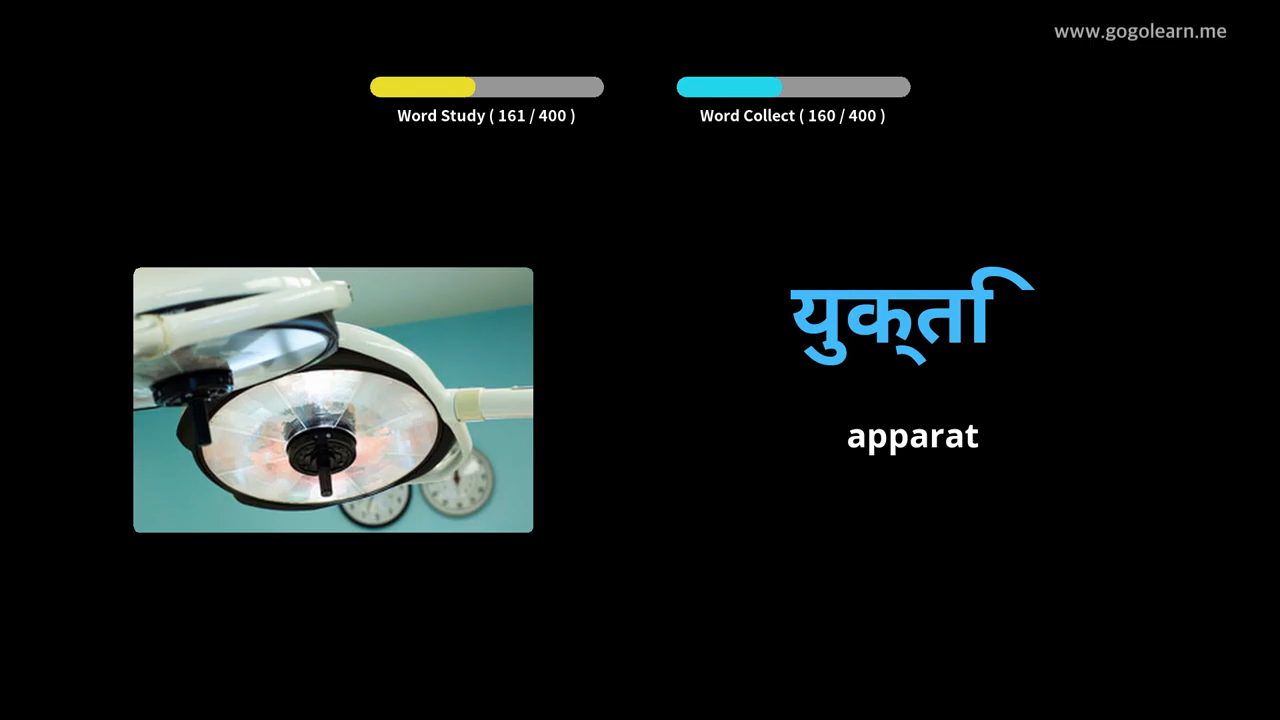 www.gogolearn.me
Word Study ( 161 / 400 )
Word Collect ( 160 / 400 )
युक्ति
apparat